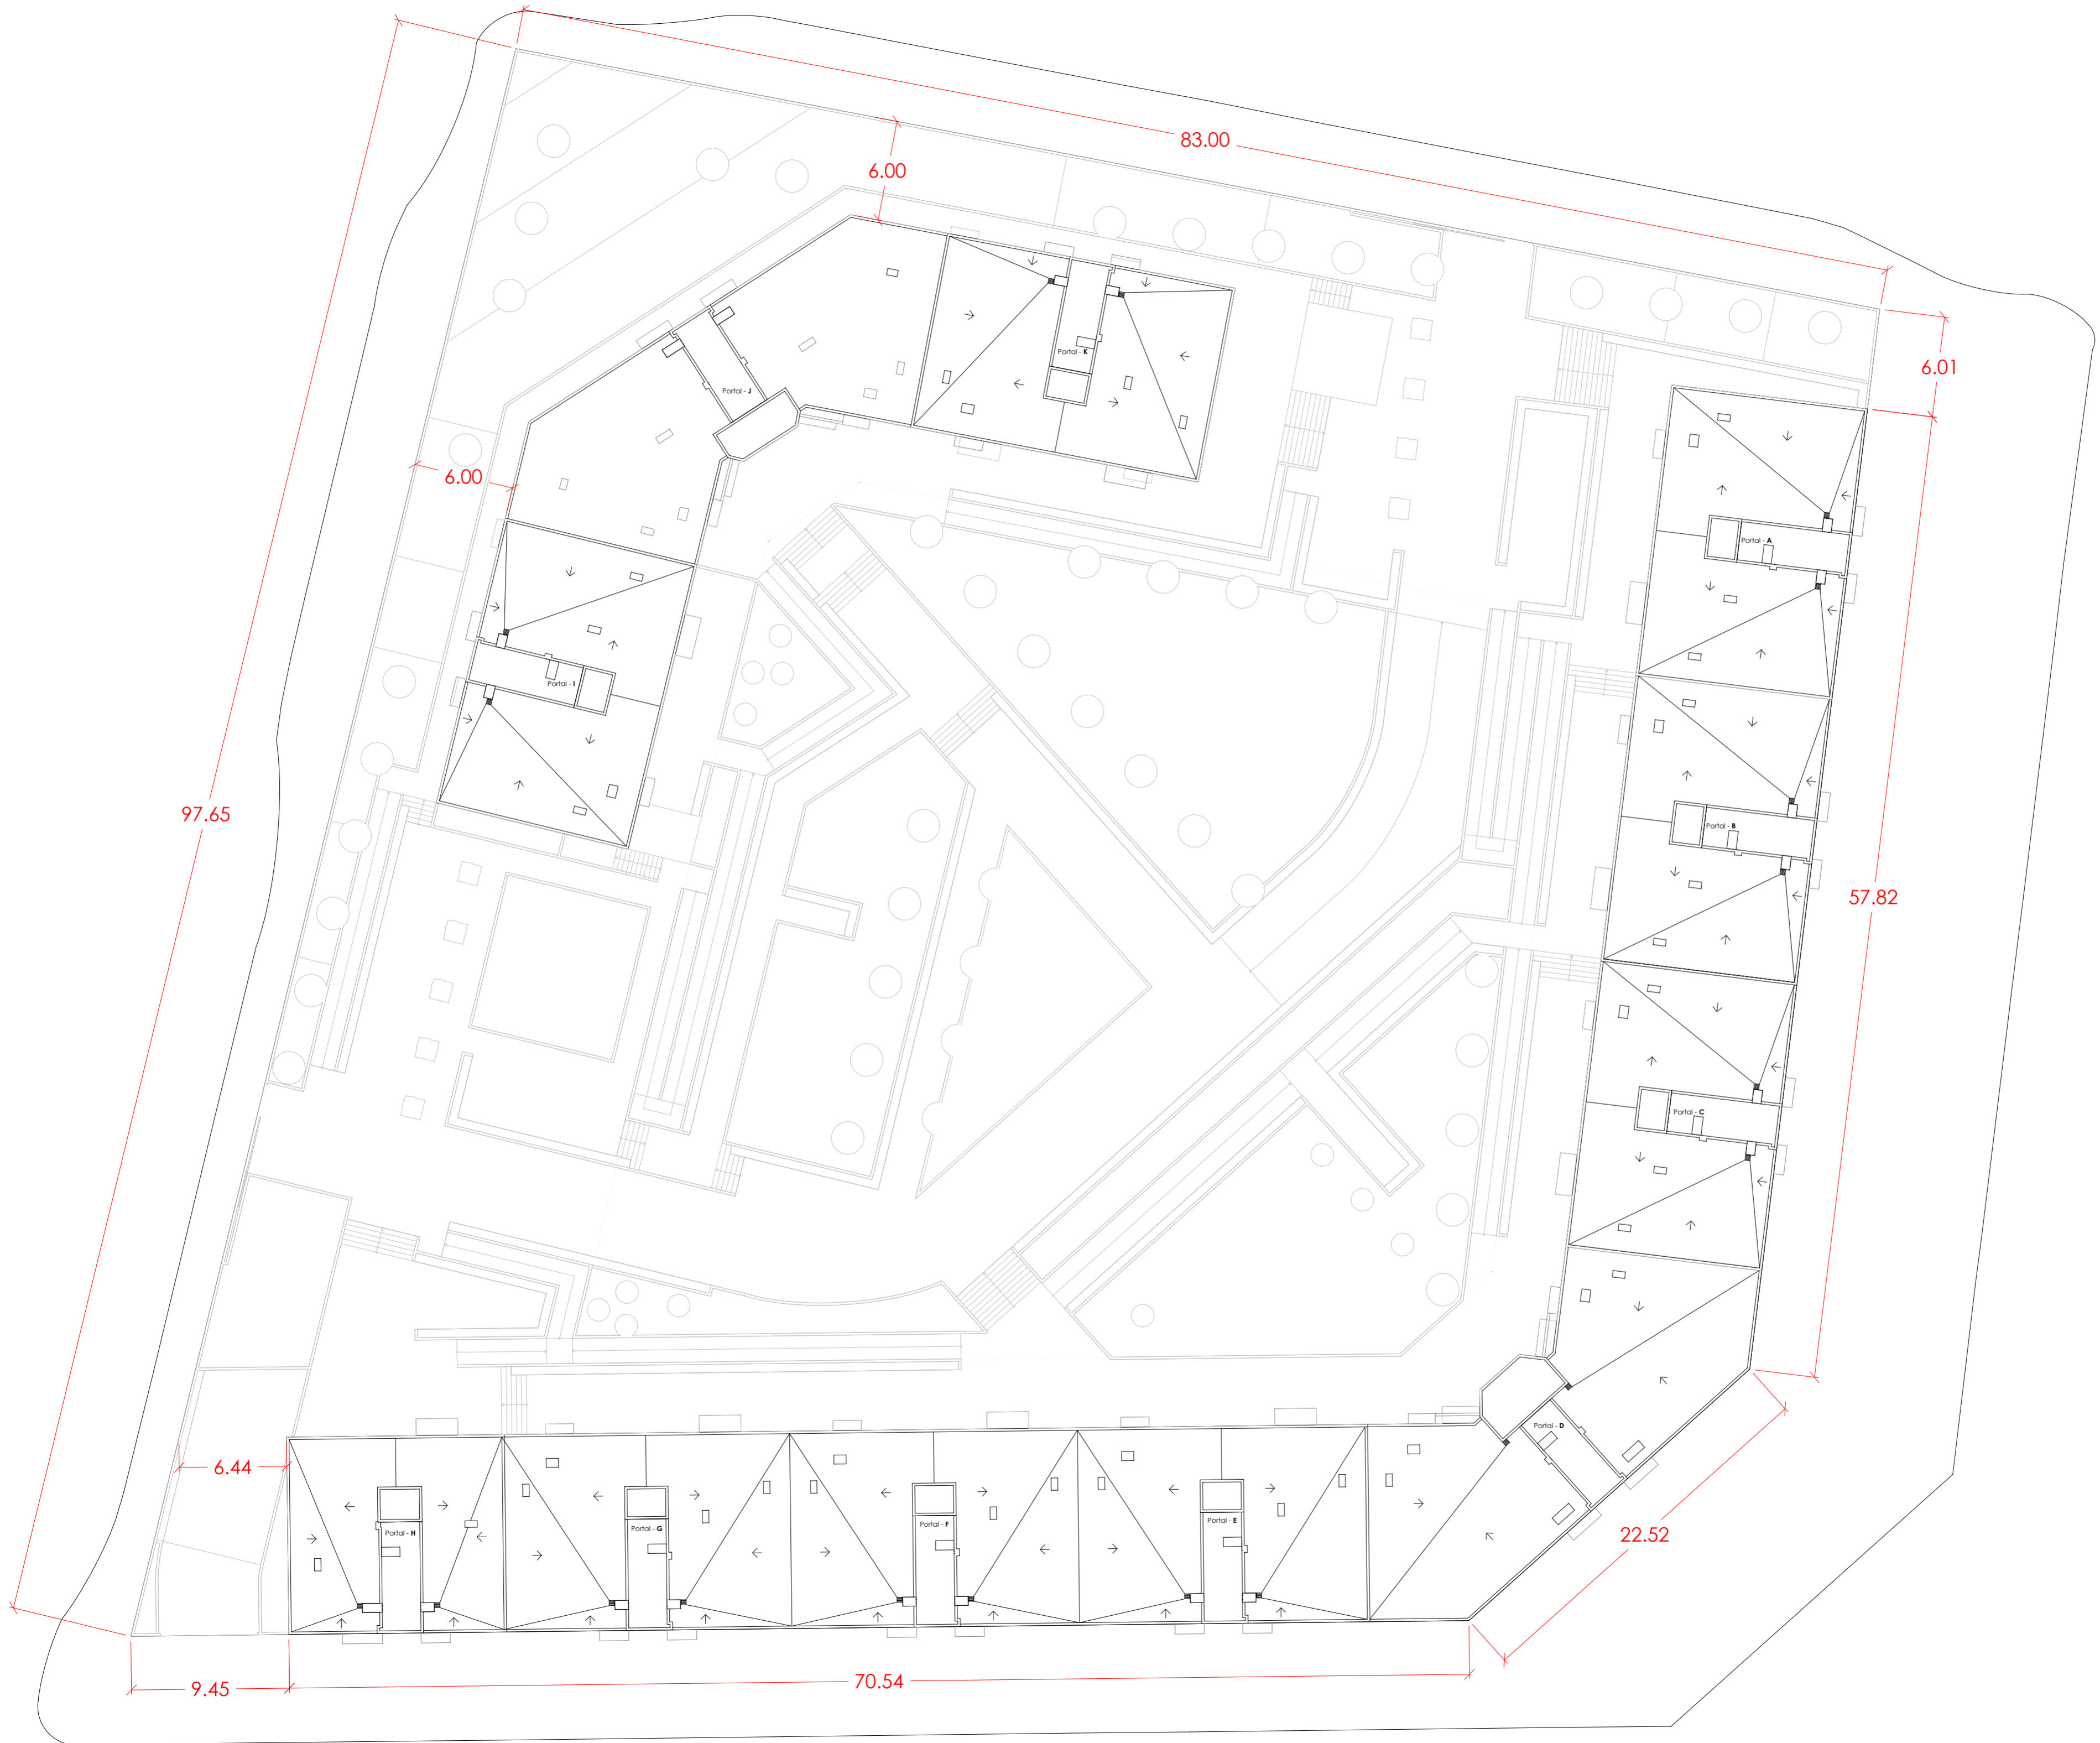 83.00
6.00
6.01
Portal - K
Portal - J
6.00
Portal - A
Portal - I
97.65
Portal - B
57.82
Portal - C
Portal - D
6.44
Portal - H
Portal - G
Portal - F
Portal - E
22.52
9.45
70.54